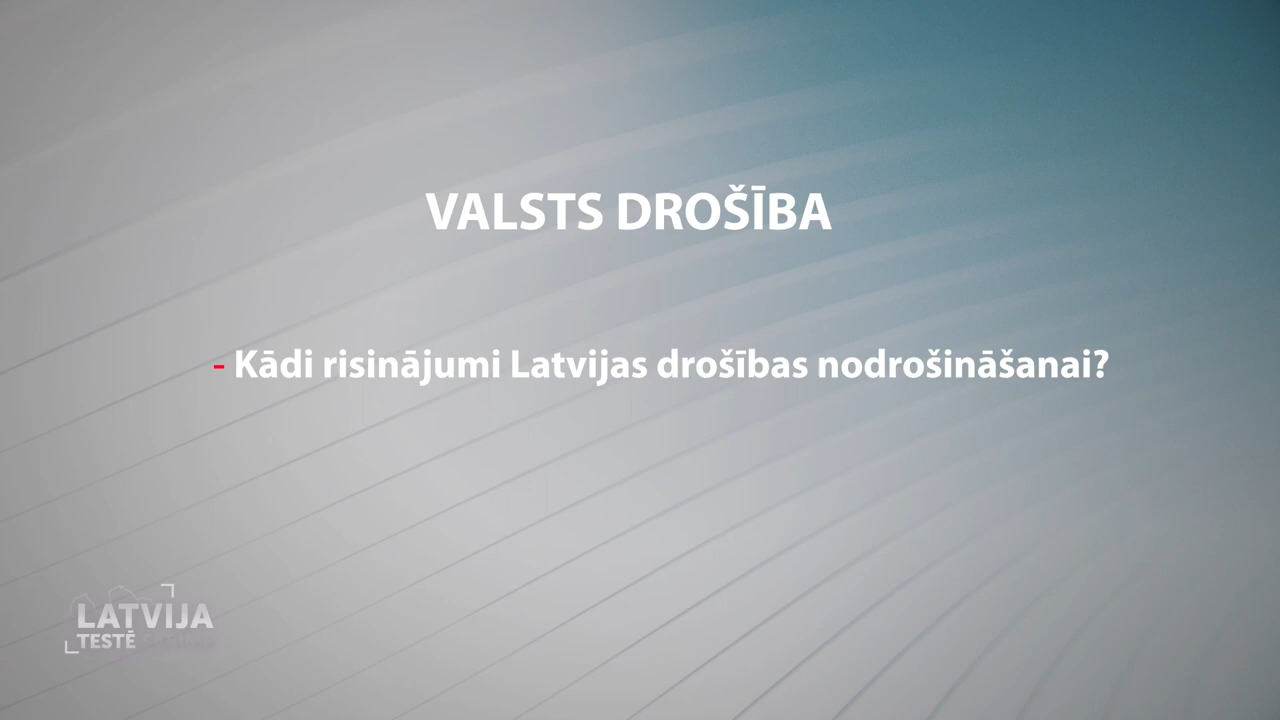 VALSTS DROŠĪBA
- Kādi risinājumi Latvijas drošības nodrošināšanai?
LATVIJA
TESTĒ